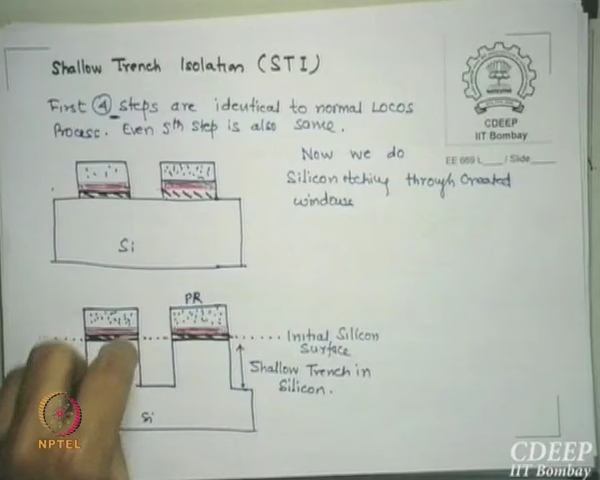 Shallow Trench Isolation (STI)
First 4 steps are identical to normal LOCOS
Process. Even 5th step is also same.
Now we do
Silicon etching through Created
windows
CDEEP
IIT Bombay
EE 669 L____ / Slide____
Si
PR
Initial Silicon
Surface
Shallow Trench in
Silicon.
Si
NPTEL
CDEEP
IIT Bombay